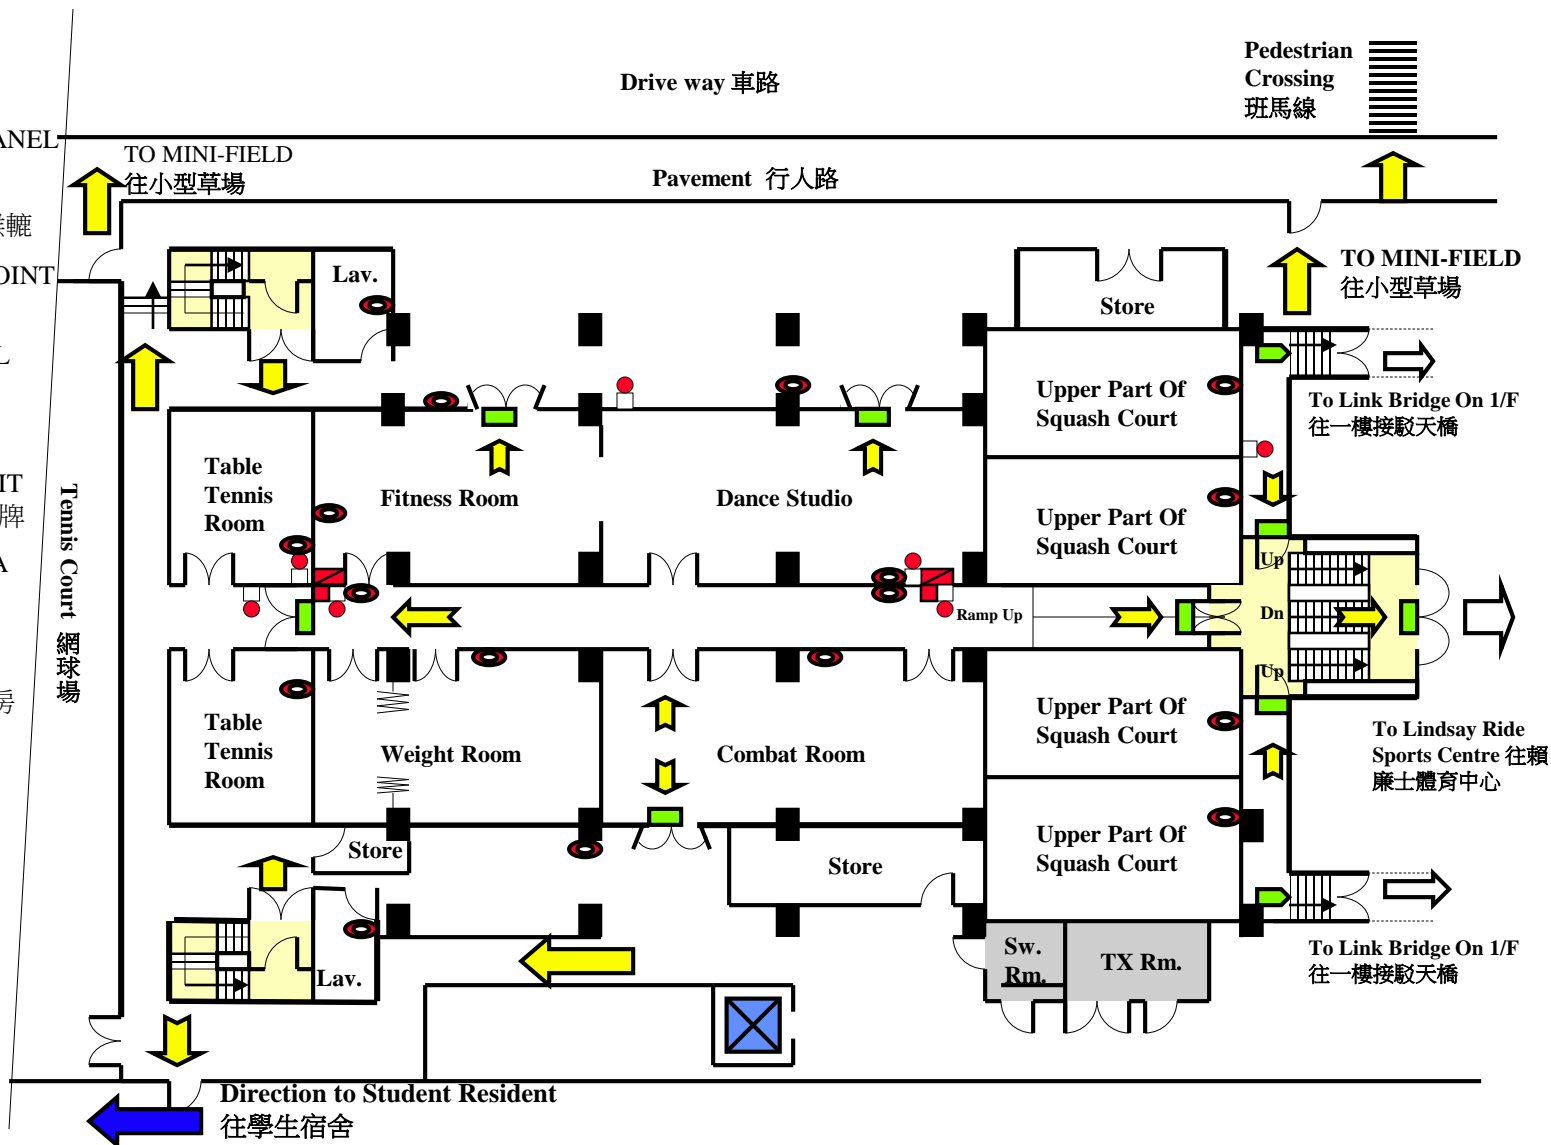 Pedestrian
Crossing
班馬線
Drive way 車路
ANEL
TO MINI-FIELD
往小型草場
Pavement 行人路
轆
OINT
TO MINI-FIELD
往小型草場
Lav.
Store
L
Upper Part Of
Squash Court
To Link Bridge On 1/F
往一樓接駁天橋
Table
Tennis
Room
Fitness Room
Dance Studio
IT
牌
A
Upper Part Of
Squash Court
Tennis Court 網球場
Up
Ramp Up
Dn
Up
房
Table
Tennis
Room
Weight Room
Combat Room
Upper Part Of
Squash Court
To Lindsay Ride
Sports Centre 往賴
廉士體育中心
Store
Store
Upper Part Of
Squash Court
Lav.
Sw.
Rm.
TX Rm.
To Link Bridge On 1/F
往一樓接駁天橋
Direction to Student Resident
往學生宿舍